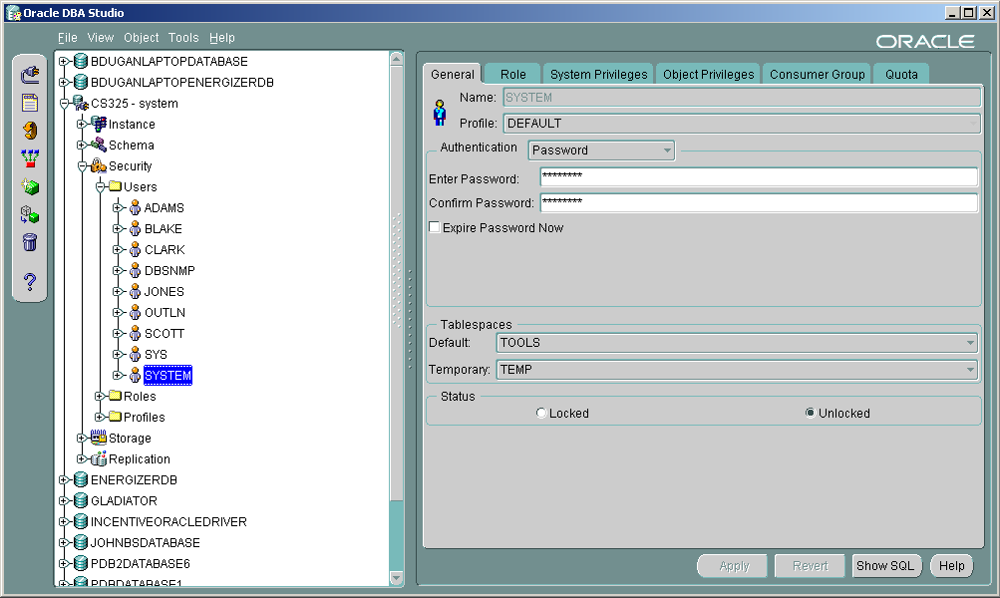 Oracle DBA Studio
File View Object Tools Help
ORACLE
BDUGANLAPTOPDATABASE
BDUGANLAPTOPENERGIZERDB
CS325 - system
Instance
Schema
Security
Users
ADAMS
BLAKE
CLARK
DBSNMP
JONES
OUTLN
SCOTT
SYS
SYSTEM
Roles
Profiles
Storage
Replication
ENERGIZERDB
GLADIATOR
INCENTIVEORACLEDRIVER
JOHNBSDATABASE
PDB2DATABASE6
PDBDATABASE1
General Role System Privileges Object Privileges Consumer Group Quota
Name: SYSTEM
Profile: DEFAULT
Authentication Password
Enter Password: ********
Confirm Password: ********
Expire Password Now
Tablespaces
Default: TOOLS
Temporary: TEMP
Status
Locked Unlocked
Apply Revert Show SQL Help